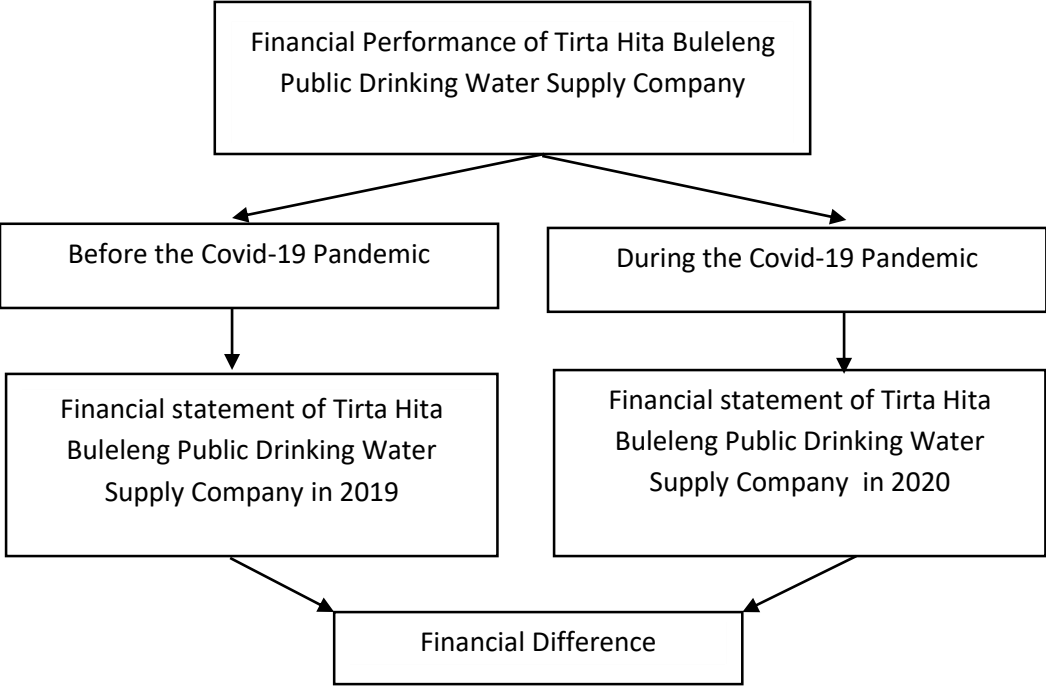 Financial Performance of Tirta Hita Buleleng
Public Drinking Water Supply Company
Before the Covid-19 Pandemic
During the Covid-19 Pandemic
Financial statement of Tirta Hita
Buleleng Public Drinking Water
Supply Company in 2019
Financial statement of Tirta Hita
Buleleng Public Drinking Water
Supply Company  in 2020
Financial Difference